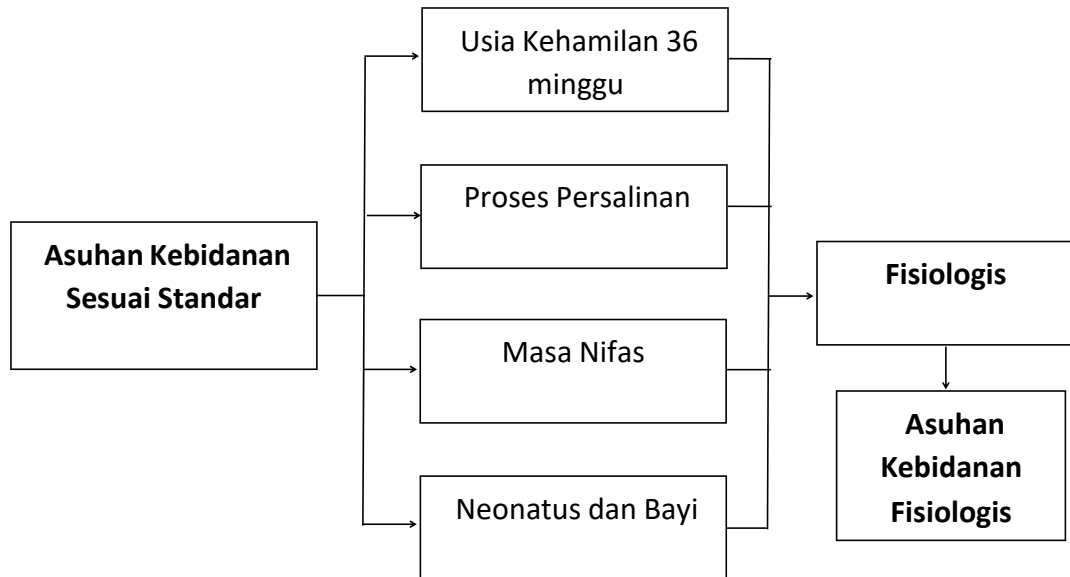 Usia Kehamilan 36
minggu
Proses Persalinan
Asuhan Kebidanan
Sesuai Standar
Fisiologis
Masa Nifas
Asuhan
Kebidanan
Fisiologis
Neonatus dan Bayi